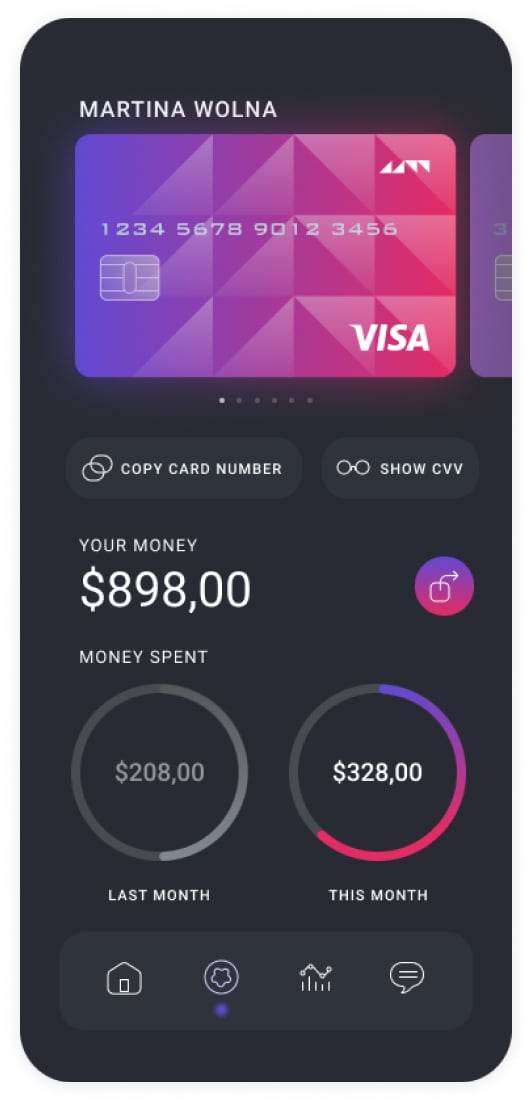 MARTINA WOLNA
1234 5678 9012 3456
3
VISA
COPY CARD NUMBER
SHOW CVV
YOUR MONEY
$898,00
MONEY SPENT
$208,00
$328,00
LAST MONTH
THIS MONTH